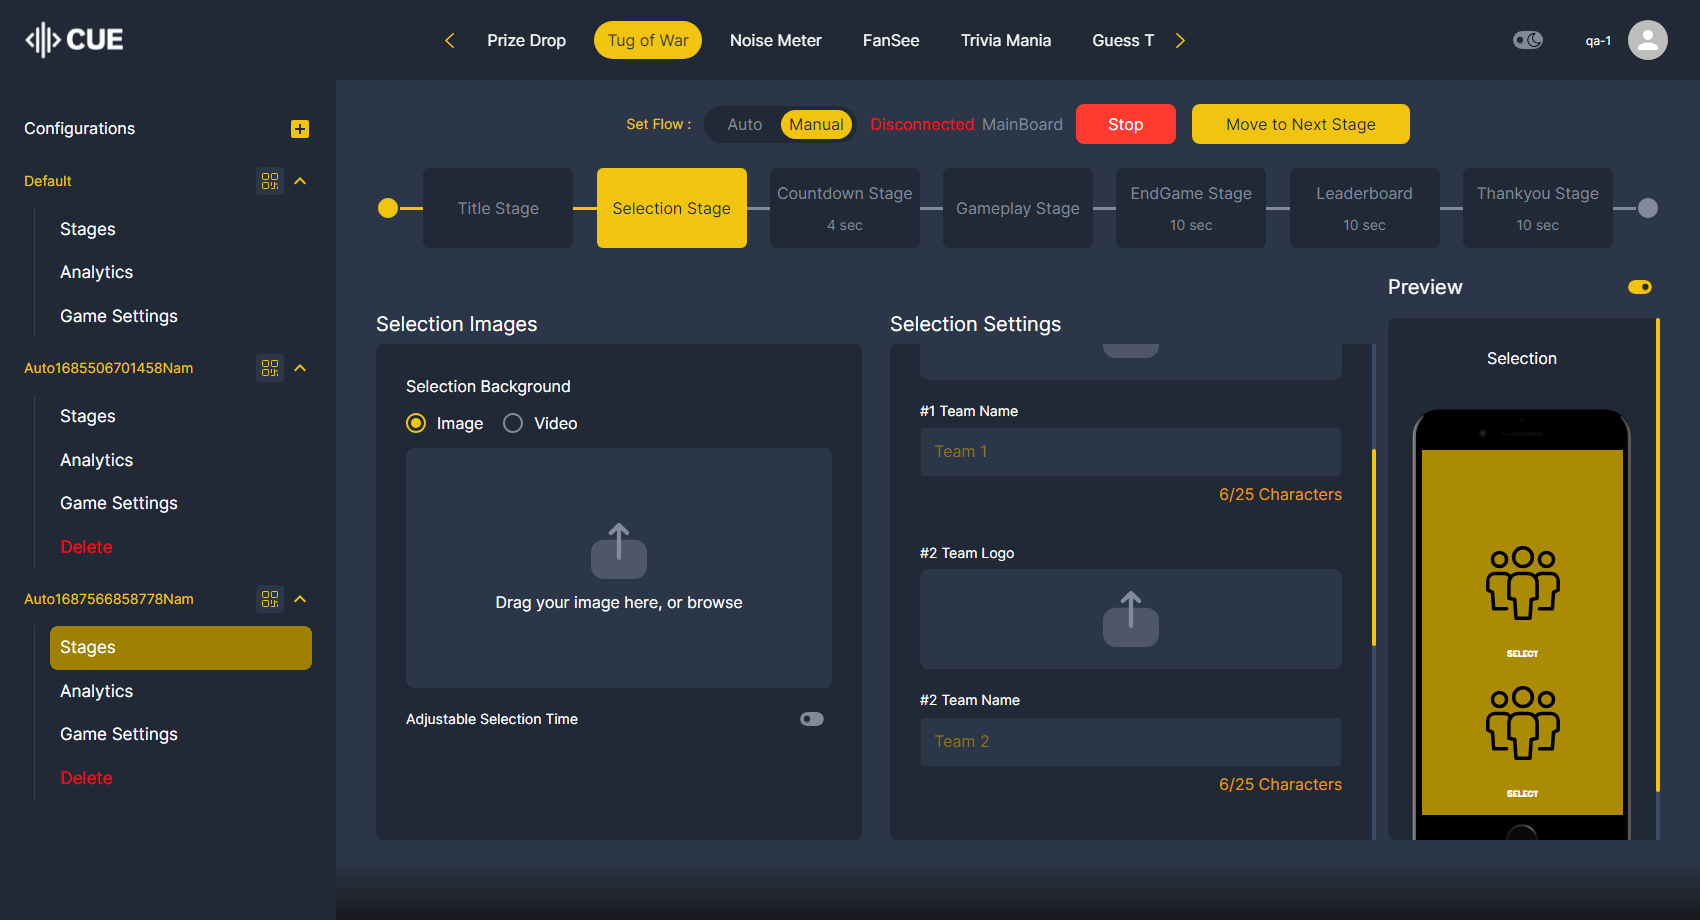 CUE
Prize Drop
Tug of War
Noise Meter
FanSee
Trivia Mania
Guess T
qa-1
Configurations
Default
Stages
Analytics
Game Settings
Auto1685506701458Nam
Stages
Analytics
Game Settings
Delete
Auto1687566858778Nam
Stages
Analytics
Game Settings
Delete
Set Flow :
Auto
Manual
Disconnected MainBoard
Stop
Move to Next Stage
Title Stage
Selection Stage
Countdown Stage
4 sec
Gameplay Stage
EndGame Stage
10 sec
Leaderboard
10 sec
Thankyou Stage
10 sec
Selection Images
Selection Background
Image
Video
Drag your image here, or browse
Adjustable Selection Time
Selection Settings
#1 Team Name
Team 1
6/25 Characters
#2 Team Logo
#2 Team Name
Team 2
6/25 Characters
Preview
Selection
SELECT
SELECT